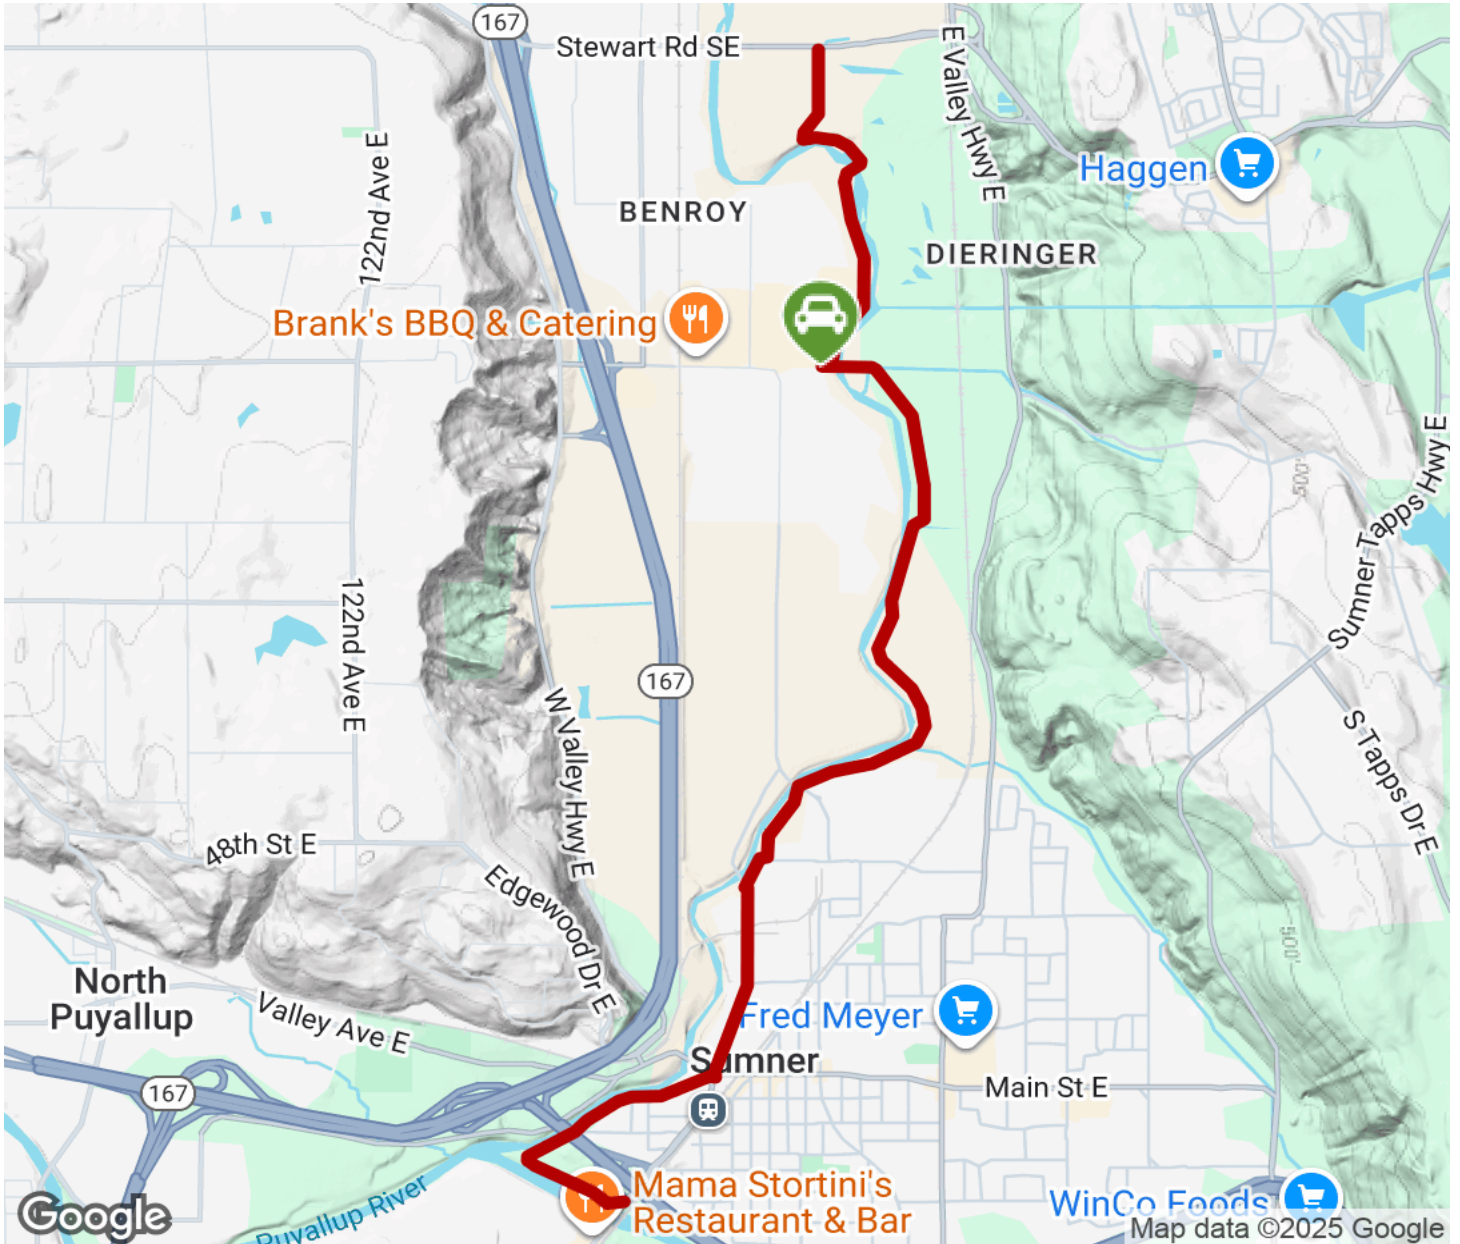 167
Stewart Rd SE
E Valley Hwy E
122nd Ave E
Haggen
BENROY
DIERINGER
Brank's BBQ & Catering
Sumner Tapps Hwy E
500'
122nd Ave E
167
W Valley Hwy E
S Tapps Dr E
48th St E
Edgewood Dr E
500'
North
Puyallup
Valley Ave E
Fred Meyer
Sumner
Main St E
167
Mama Stortini's
Restaurant & Bar
WinCo Foods
Puyallup River
Google
Map data ©2025 Google